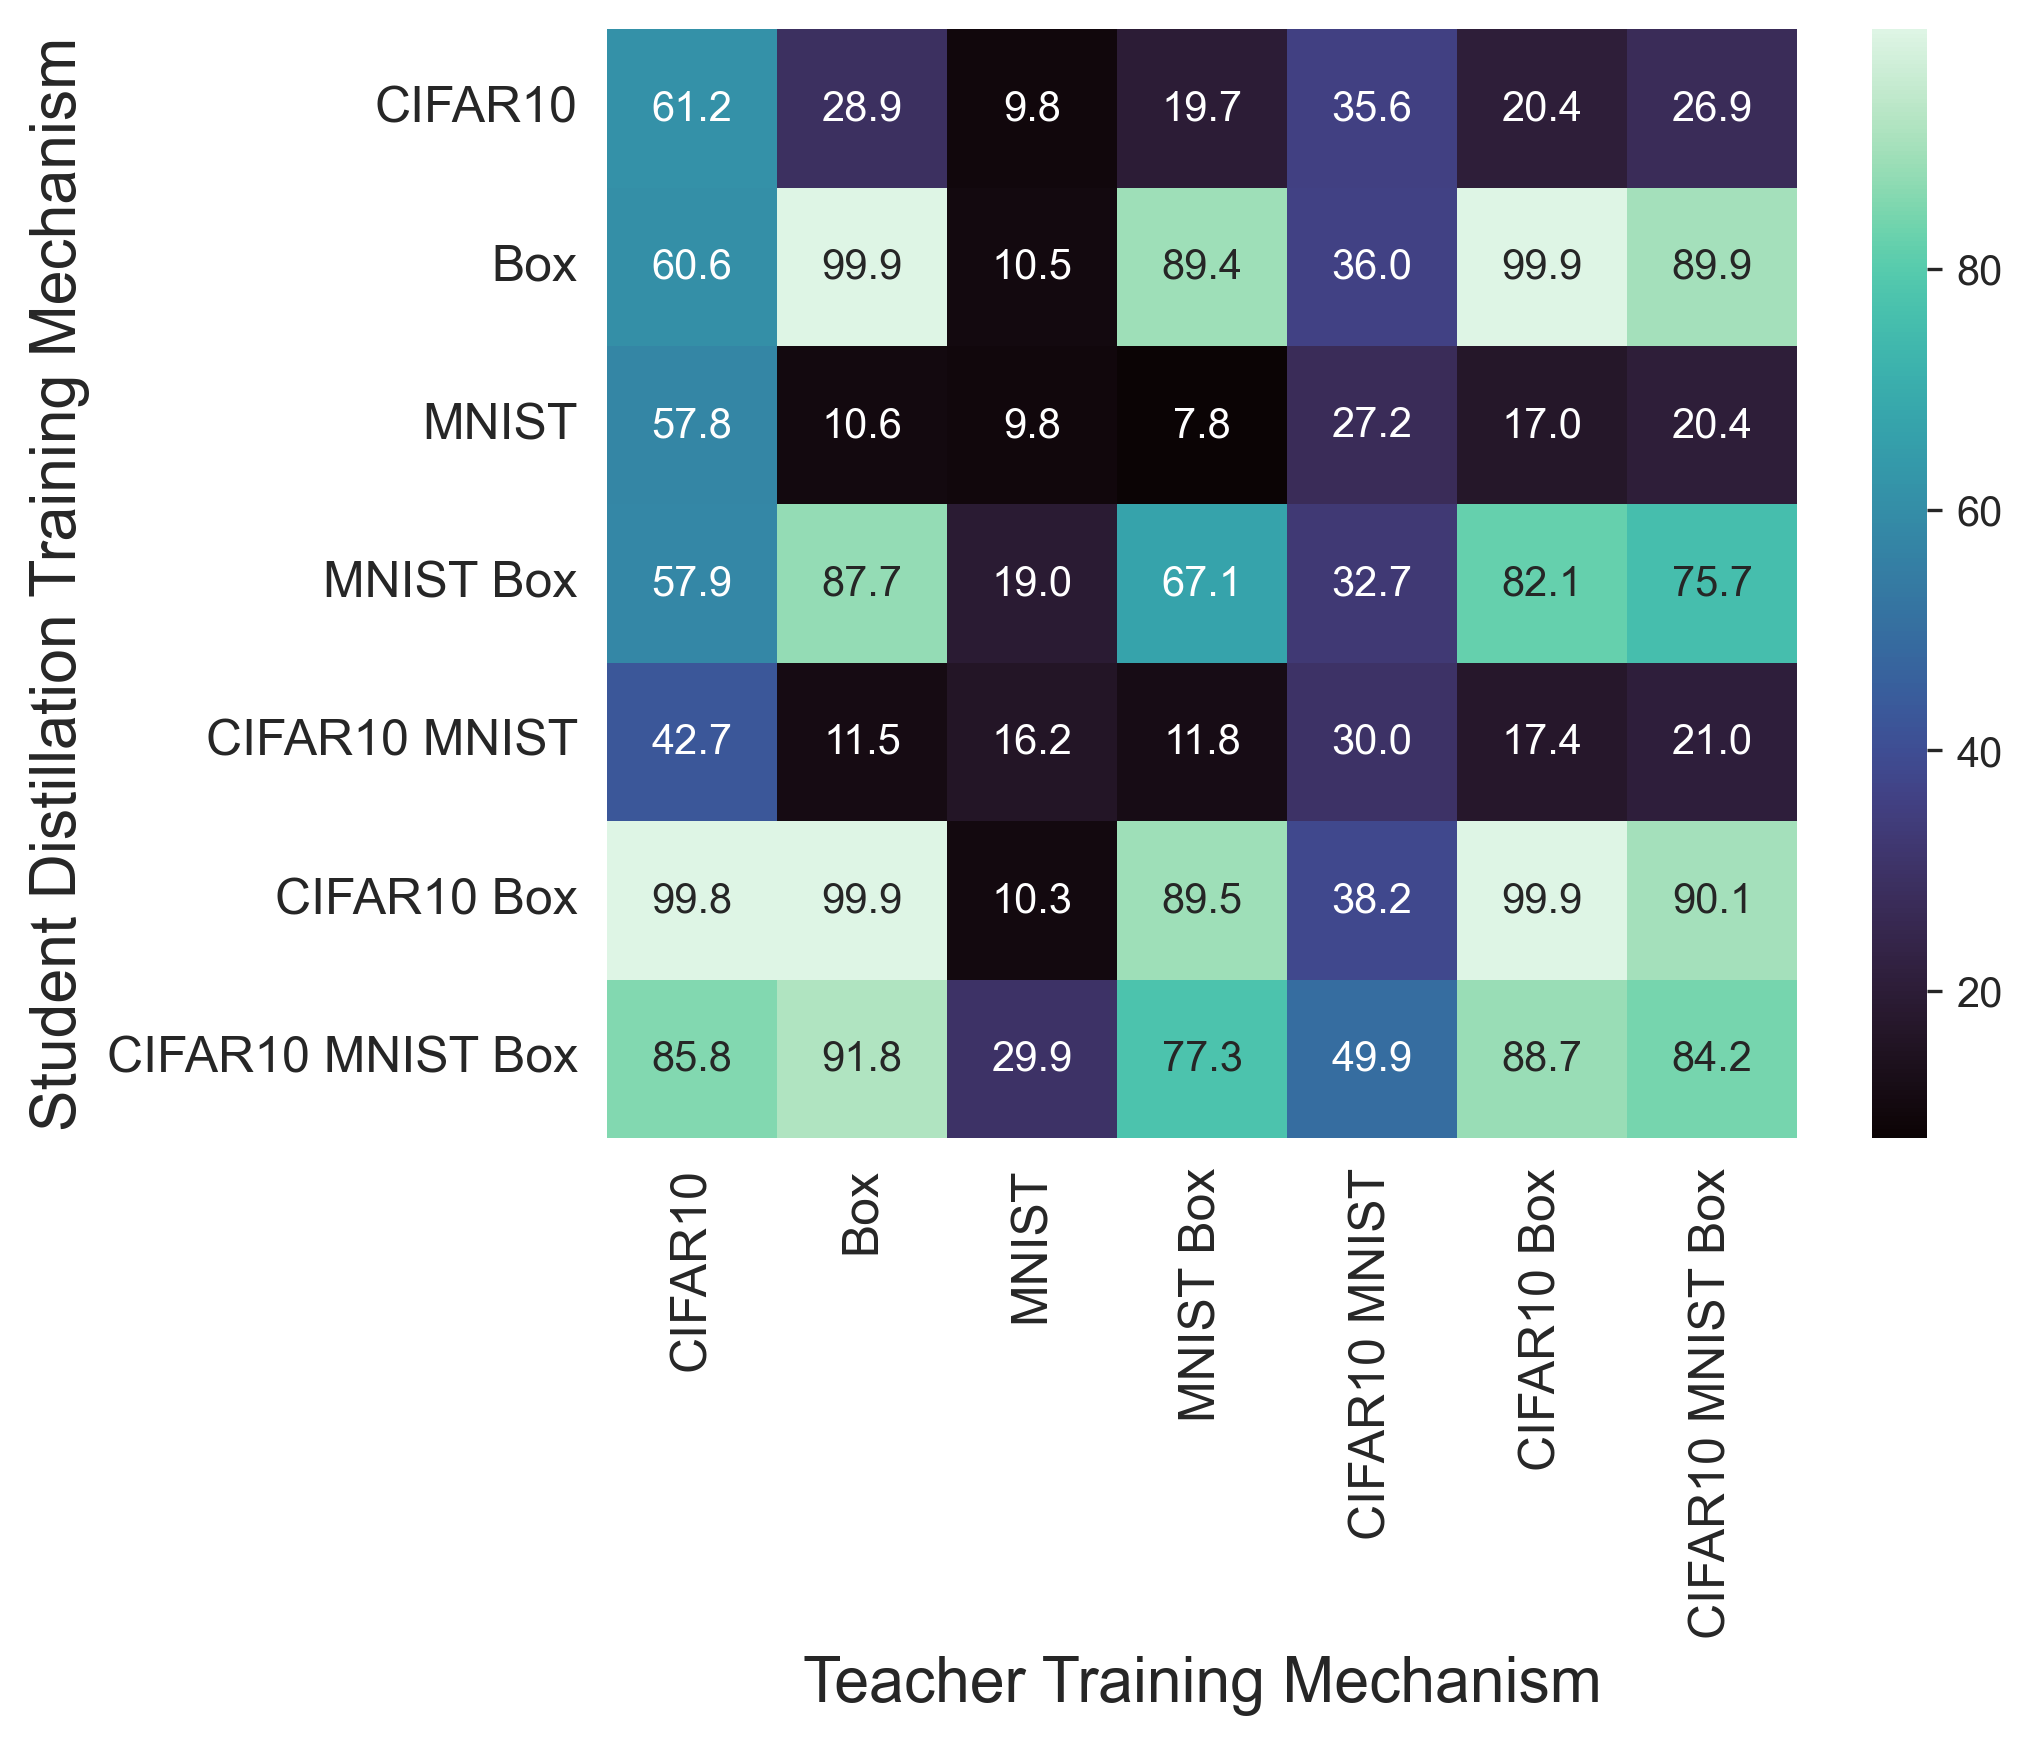 Student Distillation Training Mechanism
CIFAR10 61.2 28.9 9.8 19.7 35.6 20.4 26.9
Box 60.6 99.9 10.5 89.4 36.0 99.9 89.9
MNIST 57.8 10.6 9.8 7.8 27.2 17.0 20.4
MNIST Box 57.9 87.7 19.0 67.1 32.7 82.1 75.7
CIFAR10 MNIST 42.7 11.5 16.2 11.8 30.0 17.4 21.0
CIFAR10 Box 99.8 99.9 10.3 89.5 38.2 99.9 90.1
CIFAR10 MNIST Box 85.8 91.8 29.9 77.3 49.9 88.7 84.2
CIFAR10
Box
MNIST
MNIST Box
CIFAR10 MNIST
CIFAR10 Box
CIFAR10 MNIST Box
Teacher Training Mechanism
80
60
40
20